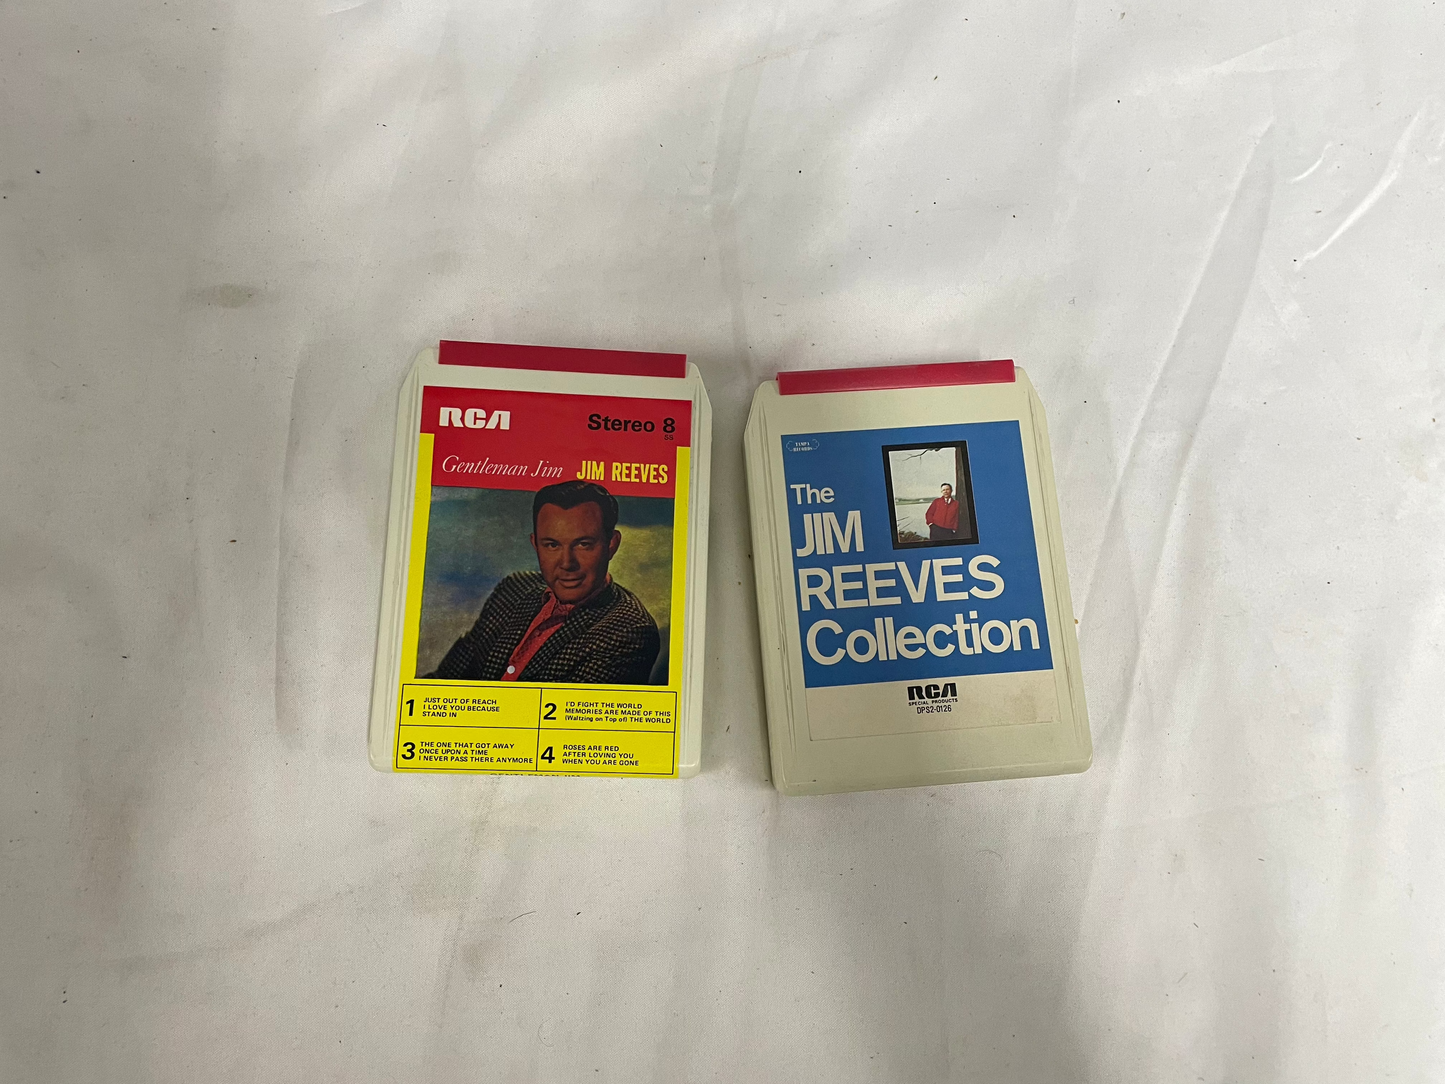 RCA Stereo 8
SS
Gentleman Jim JIM REEVES
1 JUST OUT OF REACH
I LOVE YOU BECAUSE
STAND IN
2 I'D FIGHT THE WORLD
MEMORIES ARE MADE OF THIS
(Waltzing on Top of) THE WORLD
3 THE ONE THAT GOT AWAY
ONCE UPON A TIME
I NEVER PASS THERE ANYMORE
4 ROSES ARE RED
AFTER LOVING YOU
WHEN YOU ARE GONE
The
JIM
REEVES
Collection
RCA
SPECIAL PRODUCTS
DPS2-0126